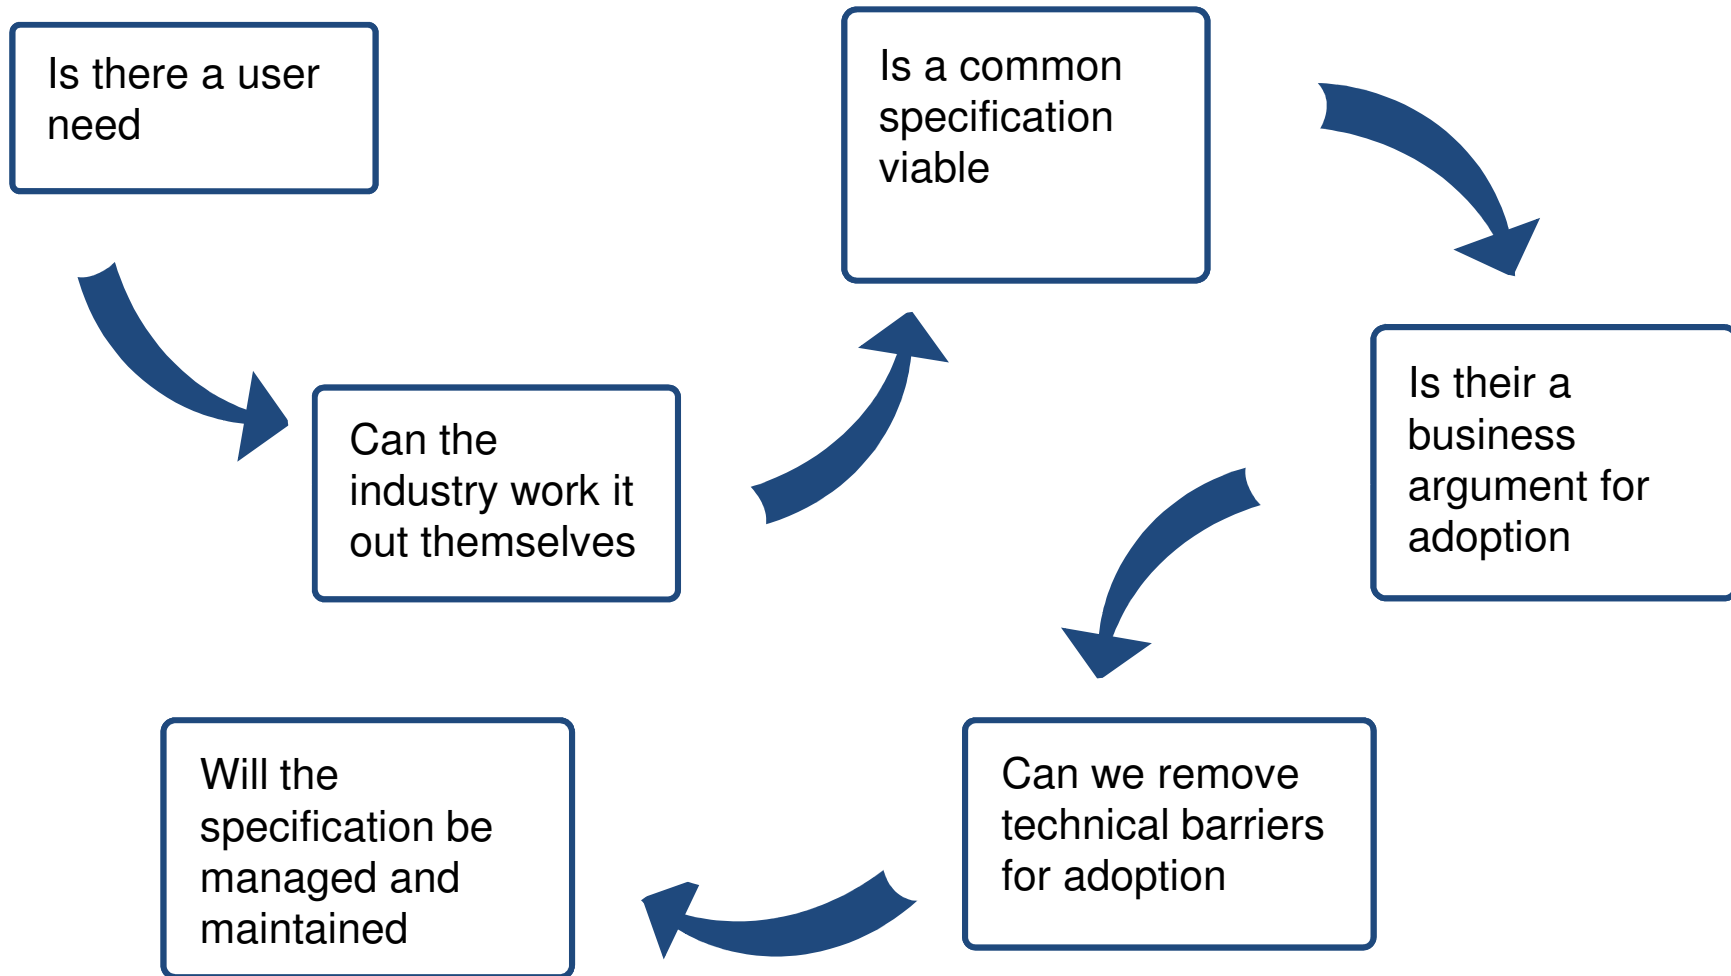 Is there a user
need
Can the
industry work it
out themselves
Is a common
specification
viable
Is their a
business
argument for
adoption
Can we remove
technical barriers
for adoption
Will the
specification be
managed and
maintained